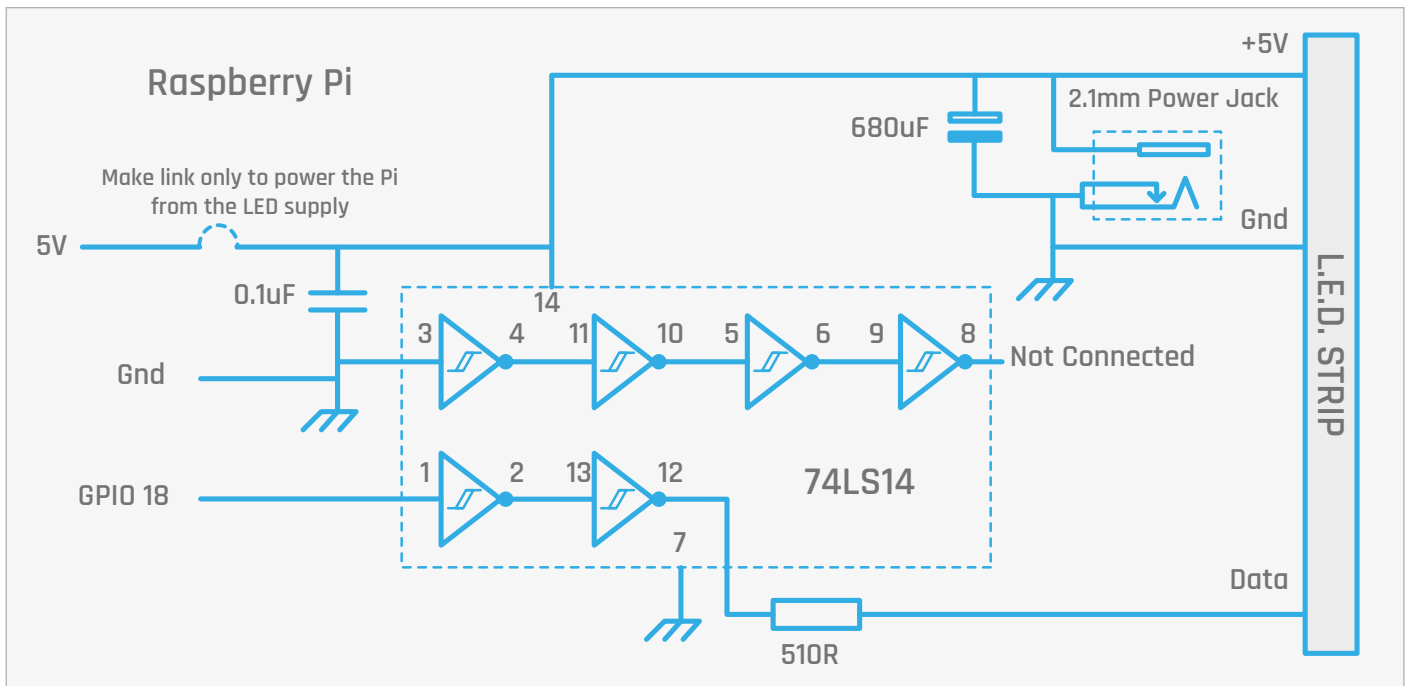 Raspberry Pi
+5V
2.1mm Power Jack
680uF
Make link only to power the Pi
from the LED supply
Gnd
5V
0.1uF
14
3
4
11
10
5
6
9
8
Not Connected
Gnd
L.E.D. STRIP
1
2
13
12
74LS14
GPIO 18
7
Data
510R